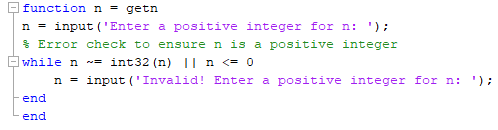 function n = getn
n = input('Enter a positive integer for n: ');
% Error check to ensure n is a positive integer
while n ~= int32(n) || n <= 0
    n = input('Invalid! Enter a positive integer for n: ');
end
end